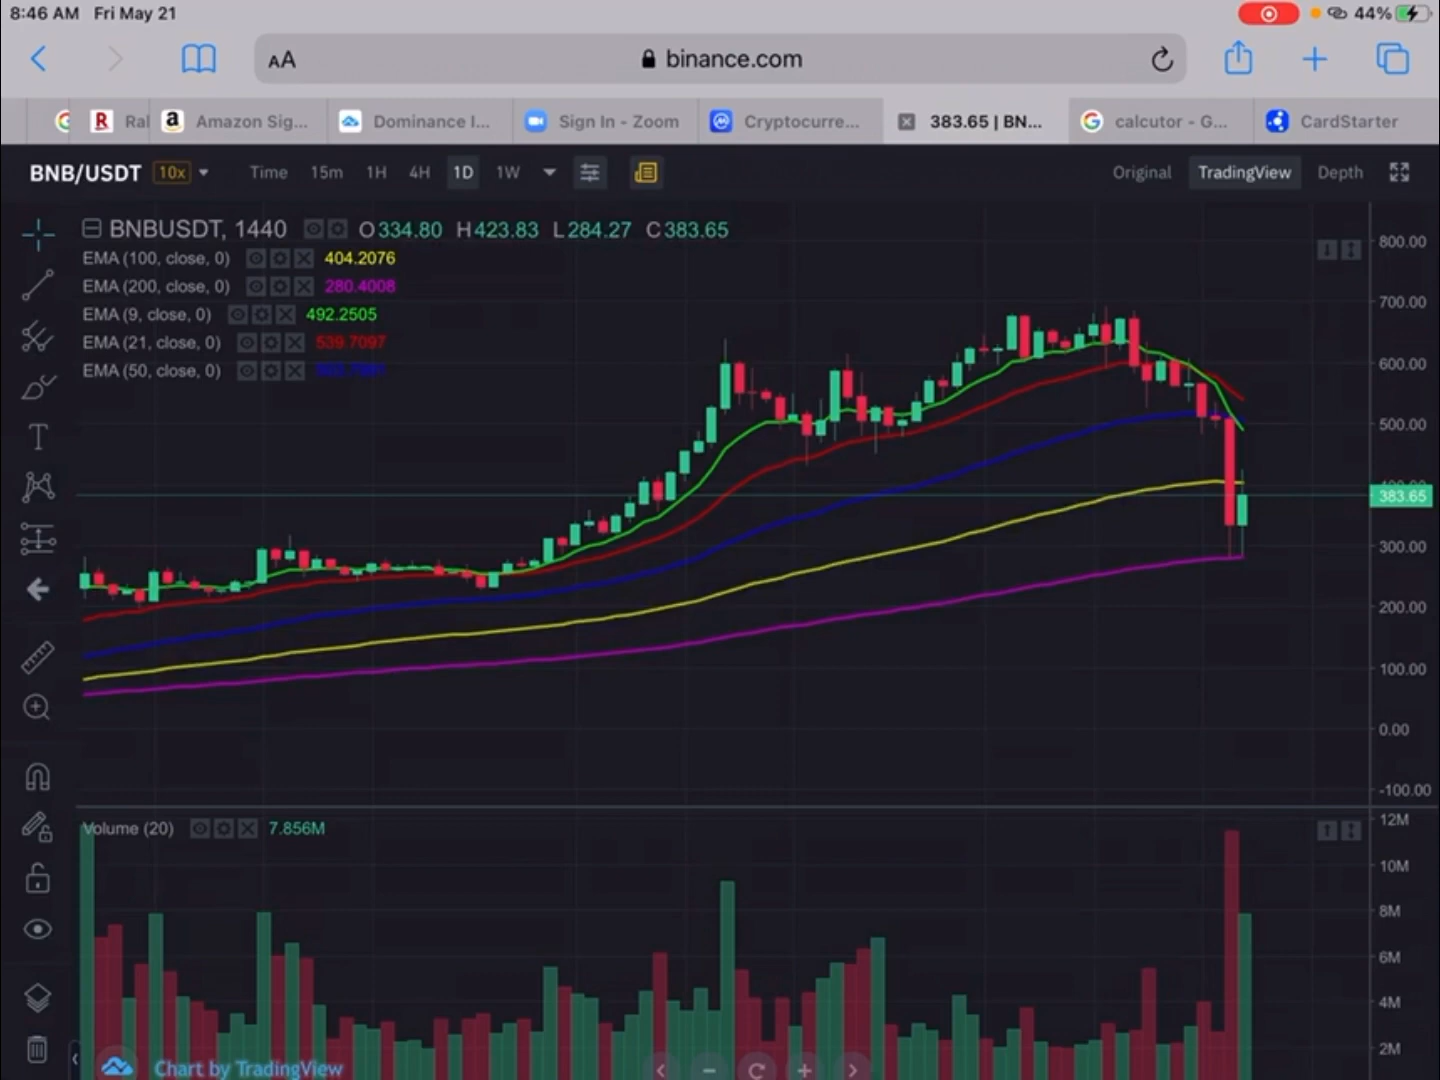 8:46 AM Fri May 21
44%
AA binance.com
Ral Amazon Sig... Dominance I... Sign In - Zoom Cryptocurre... 383.65 | BN... calcutor - G... CardStarter
BNB/USDT 10x Time 15m 1H 4H 1D 1W Original TradingView Depth
BNBUSDT, 1440 O334.80 H423.83 L284.27 C383.65
EMA (100, close, 0) 404.2076
EMA (200, close, 0) 280.4008
EMA (9, close, 0) 492.2505
EMA (21, close, 0) 539.7097
EMA (50, close, 0)
800.00
700.00
600.00
500.00
400.00
383.65
300.00
200.00
100.00
0.00
-100.00
Volume (20) 7.856M
12M
10M
8M
6M
4M
2M
Chart by TradingView